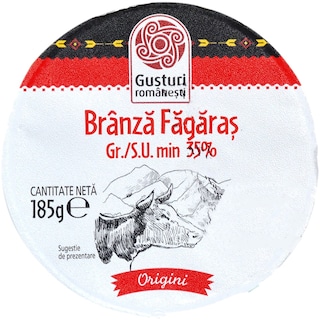 Gusturi
românești
Brânză Făgăraș
Gr./S.U. min 35%
CANTITATE NETĂ
185g ℮
Sugestie
de prezentare
Origini